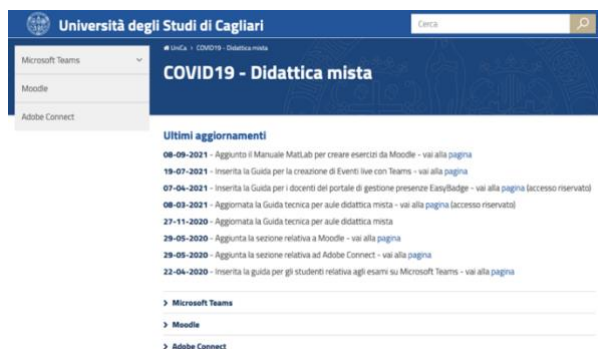 Università degli Studi di Cagliari
Cerca
Microsoft Teams
Moodle
Adobe Connect
UniCa > COVID19 - Didattica mista
COVID19 - Didattica mista
Ultimi aggiornamenti
08-09-2021 - Aggiunto il Manuale MatLab per creare esercizi da Moodle - vai alla pagina
19-07-2021 - Inserita la Guida per la creazione di Eventi live con Teams - vai alla pagina
07-04-2021 - Inserita la Guida per i docenti del portale di gestione presenze EasyBadge - vai alla pagina (accesso riservato)
08-03-2021 - Aggiornata la Guida tecnica per aule didattica mista - vai alla pagina (accesso riservato)
27-11-2020 - Aggiornata la Guida tecnica per aule didattica mista
29-05-2020 - Aggiunta la sezione relativa a Moodle - vai alla pagina
29-05-2020 - Aggiunta la sezione relativa ad Adobe Connect - vai alla pagina
22-04-2020 - Inserita la guida per gli studenti relativa agli esami su Microsoft Teams - vai alla pagina
> Microsoft Teams
> Moodle
> Adobe Connect